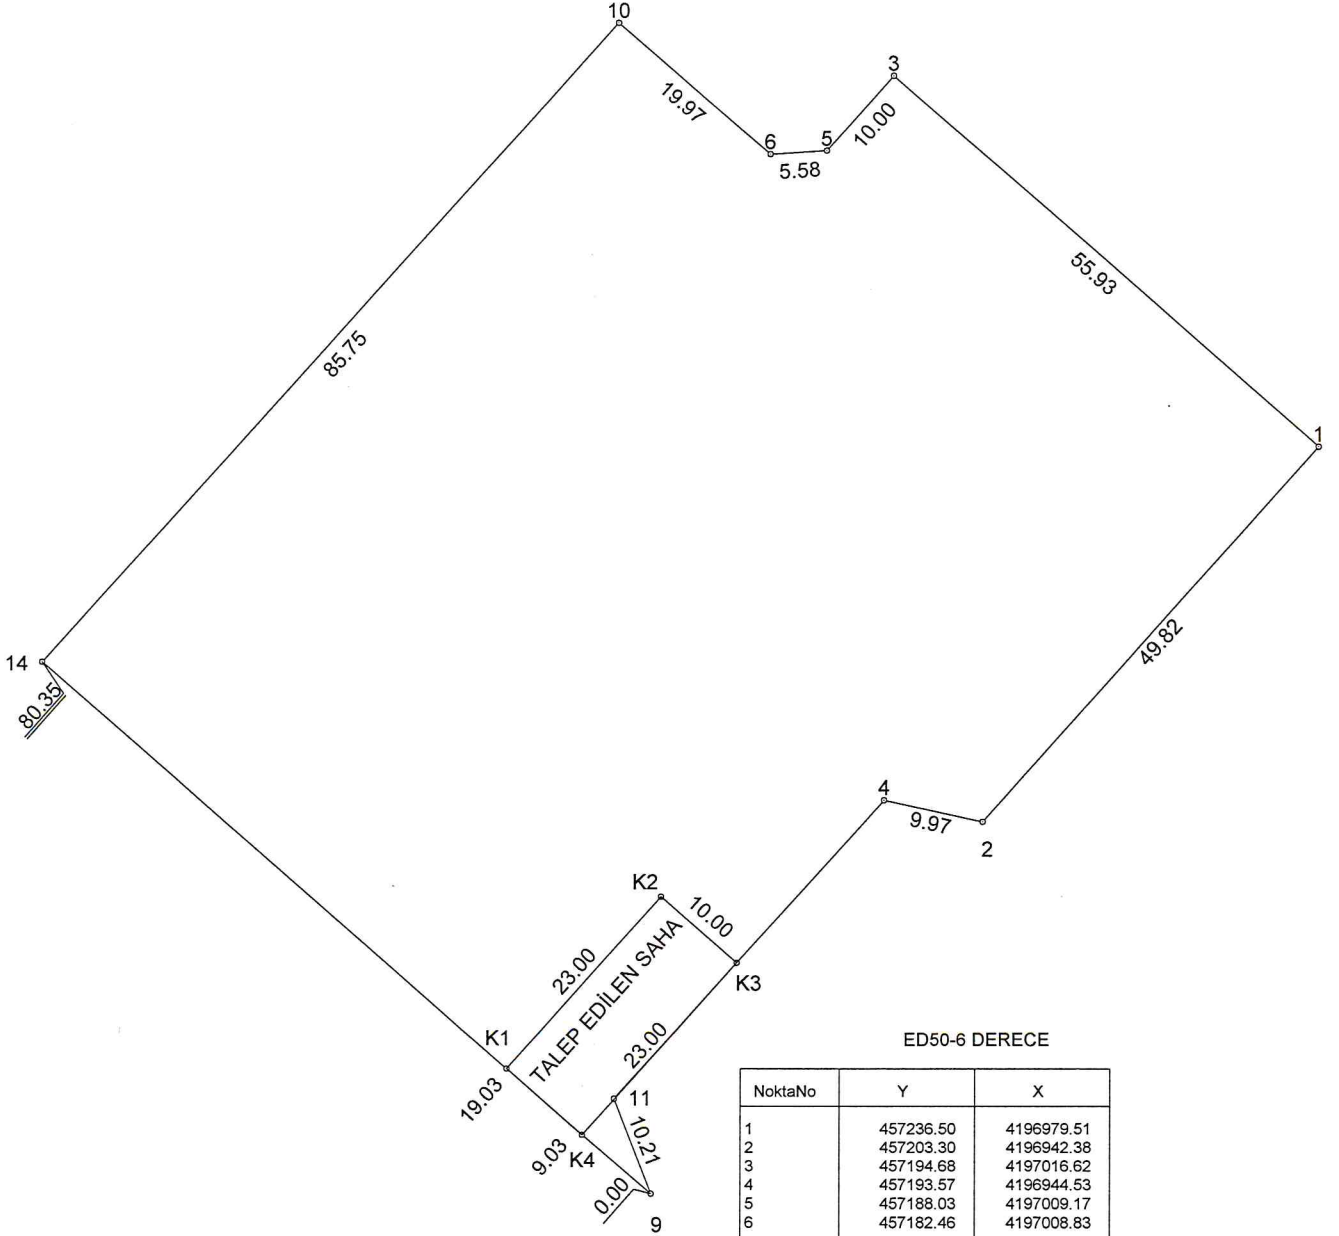 10
3
19.97
10.00
6
5
5.58
55.93
85.75
1
49.82
14
80.35
4
9.97
2
K2
10.00
23.00
TALEP EDİLEN SAHA
K3
K1
23.00
19.03
11
10.21
9.03
K4
0.00
9
ED50-6 DERECE
NoktaNo Y X
1 457236.50 4196979.51
2 457203.30 4196942.38
3 457194.68 4197016.62
4 457193.57 4196944.53
5 457188.03 4197009.17
6 457182.46 4197008.83